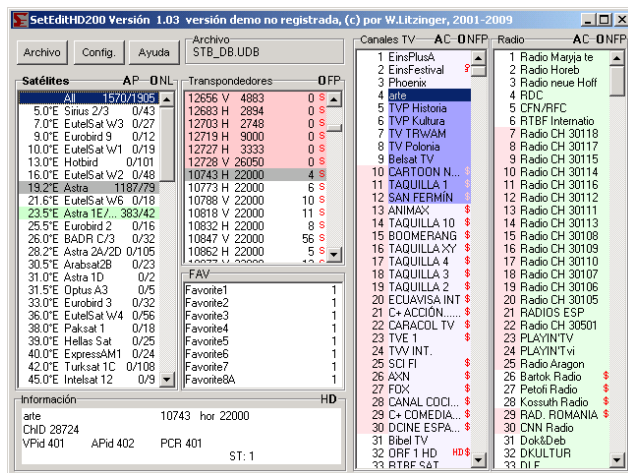 SetEditHD200 Versión 1.03 versión demo no registrada, (c) por W.Litzinger, 2001-2009
Archivo Config. Ayuda
Archivo
STB_DB.UDB
Satélites AP ONL
All 1570/1905
5.0°E Sirius 2/3 0/43
7.0°E EutelSat W3 0/27
9.0°E Eurobird 9 0/12
10.0°E EutelSat W1 0/19
13.0°E Hotbird 0/101
16.0°E EutelSat W2 0/48
19.2°E Astra 1187/79
21.6°E EutelSat W6 0/18
23.5°E Astra 1E/... 383/42
25.5°E Eurobird 2 0/16
26.0°E BADR C/3 0/32
28.2°E Astra 2A/2D 0/105
30.5°E Arabsat2B 0/23
31.0°E Astra 1D 0/2
31.5°E Optus A3 0/5
33.0°E Eurobird 3 0/32
36.0°E EutelSat W4 0/56
38.0°E Paksat 1 0/18
39.0°E Hellas Sat 0/25
40.0°E ExpressAM1 0/24
42.0°E Turksat 1C 0/108
45.0°E Intelsat 12 0/9
Transpondedores OFP
12656 V 4883 0 S
12683 H 2894 0 S
12703 H 2748 0 S
12719 H 9000 0 S
12727 H 3333 0 S
12728 V 26050 0 S
10743 H 22000 4 S
10773 H 22000 6 S
10788 V 22000 10 S
10818 V 22000 11 S
10832 H 22000 8 S
10847 V 22000 56 S
10862 H 22000 5 S
FAV
Favorite1 1
Favorite2 1
Favorite3 1
Favorite4 1
Favorite5 1
Favorite6 1
Favorite7 1
Favorite8A 1
Información HD
arte 10743 hor 22000
ChID 28724
VPid 401 APid 402 PCR 401
ST: 1
Canales TV AC ONFP
1 EinsPlusA
2 EinsFestival
3 Phoenix
4 arte
5 TVP Historia
6 TVP Kultura
7 TV TRWAM
8 TV Polonia
9 Belsat TV
10 CARTOON N... $
11 TAQUILLA 1 $
12 SAN FERMÍN $
13 ANIMAX $
14 TAQUILLA 10 $
15 BOOMERANG $
16 TAQUILLA XY $
17 TAQUILLA 4 $
18 TAQUILLA 3 $
19 TAQUILLA 2 $
20 ECUAVISA INT $
21 C+ ACCIÓN...... $
22 CARACOL TV $
23 TVE 1 $
24 TVV INT.
25 SCI FI $
26 AXN $
27 FOX $
28 CANAL COCI... $
29 C+ COMEDIA... $
30 DCINE ESPA... $
31 Bibel TV
32 ORF 1 HD HD$
33 RTBF SAT
Radio AC ONFP
1 Radio Maryja te
2 Radio Horeb
3 Radio neue Hoff
4 RDC
5 CFN/RFC
6 RTBF Internatio
7 Radio CH 30118
8 Radio CH 30117
9 Radio CH 30115
10 Radio CH 30114
11 Radio CH 30116
12 Radio CH 30112
13 Radio CH 30111
14 Radio CH 30113
15 Radio CH 30108
16 Radio CH 30109
17 Radio CH 30110
18 Radio CH 30107
19 Radio CH 30106
20 Radio CH 30105
21 RADIOS ESP
22 Radio CH 30501
23 PLAYIN'TV
24 PLAYIN'Tvi
25 Radio Aragon
26 Bartok Radio $
27 Petofi Radio $
28 Kossuth Radio $
29 RAD. ROMANIA $
30 CNN Radio
31 Dok&Deb
32 DKULTUR
33 DLF